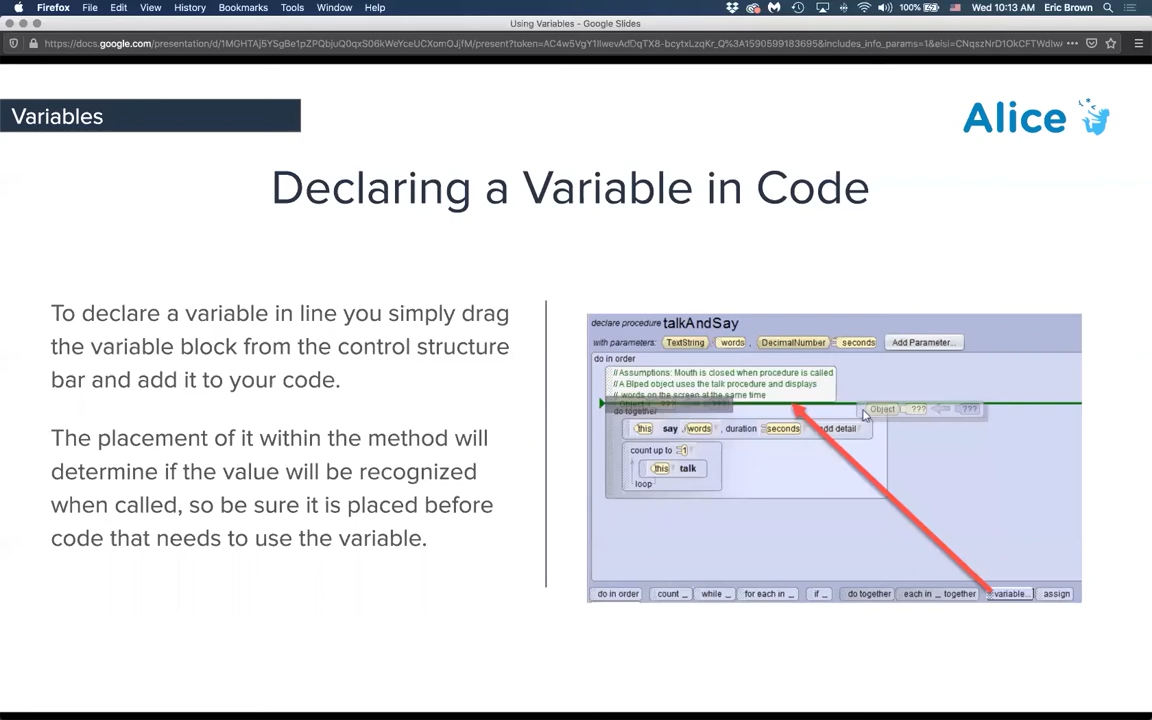 Firefox File Edit View History Bookmarks Tools Window Help 100% Wed 10:13 AM Eric Brown
Using Variables - Google Slides
Variables
Alice
Declaring a Variable in Code
To declare a variable in line you simply drag
the variable block from the control structure
bar and add it to your code.
The placement of it within the method will
determine if the value will be recognized
when called, so be sure it is placed before
code that needs to use the variable.
declare procedure talkAndSay
with parameters: TextString words , DecimalNumber seconds Add Parameter...
do in order
// Assumptions: Mouth is closed when procedure is called
// A Biped object uses the talk procedure and displays
// words on the screen at the same time
Object ??? ???
do together
this say words , duration seconds add detail
count up to 1
this talk
loop
do in order count _ while _ for each in _ if _ do together each in _ together variable... assign